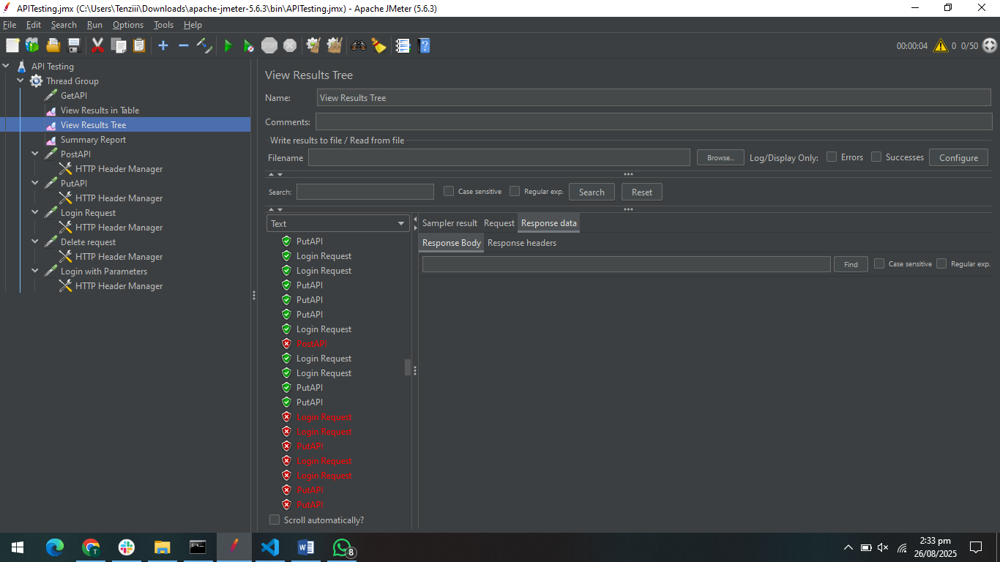 APITesting.jmx (C:\Users\Tenziii\Downloads\apache-jmeter-5.6.3\bin\APITesting.jmx) - Apache JMeter (5.6.3)
File Edit Search Run Options Tools Help
STOP 00:00:04 0 0/50
API Testing
Thread Group
GetAPI
View Results in Table
View Results Tree
Summary Report
PostAPI
HTTP Header Manager
PutAPI
HTTP Header Manager
Login Request
HTTP Header Manager
Delete request
HTTP Header Manager
Login with Parameters
HTTP Header Manager
View Results Tree
Name: View Results Tree
Comments:
Write results to file / Read from file
Filename Browse... Log/Display Only: Errors Successes Configure
Search: Case sensitive Regular exp. Search Reset
Text
PutAPI
Login Request
Login Request
PutAPI
PutAPI
PutAPI
Login Request
PostAPI
Login Request
Login Request
PutAPI
PutAPI
Login Request
Login Request
PutAPI
Login Request
Login Request
PutAPI
PutAPI
Scroll automatically?
Sampler result Request Response data
Response Body Response headers
Find Case sensitive Regular exp.
8
2:33 pm
26/08/2025